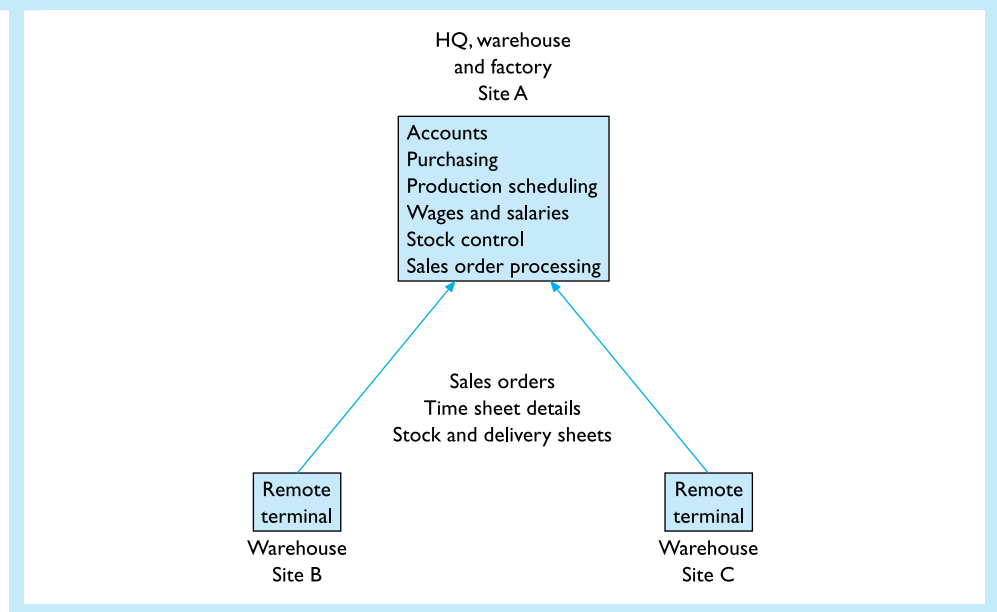 HQ, warehouse
and factory
Site A
Accounts
Purchasing
Production scheduling
Wages and salaries
Stock control
Sales order processing
Sales orders
Time sheet details
Stock and delivery sheets
Remote
terminal
Warehouse
Site B
Remote
terminal
Warehouse
Site C